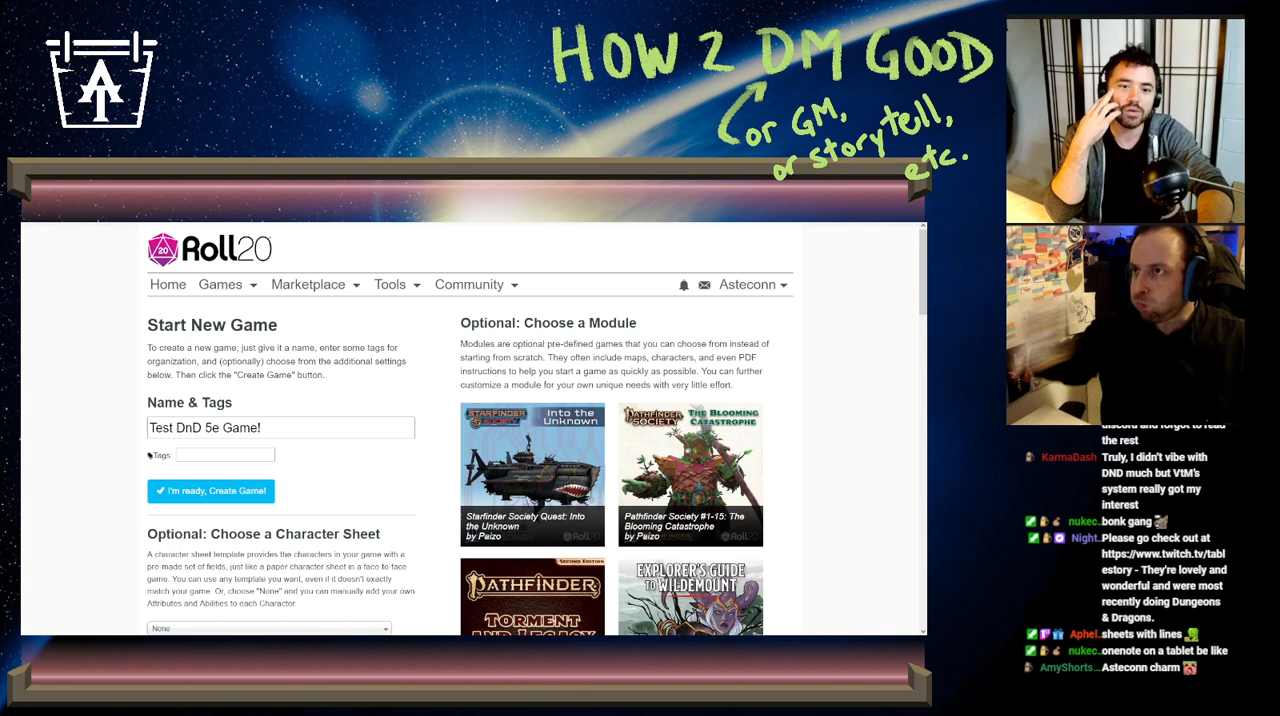 HOW 2 DM GOOD
or GM,
or storytell,
etc.
20 Roll20
Home Games Marketplace Tools Community Asteconn
Start New Game
To create a new game, just give it a name, enter some tags for
organization, and (optionally) choose from the additional settings
below. Then click the "Create Game" button.
Name & Tags
Test DnD 5e Game!
Tags:
I'm ready, Create Game!
Optional: Choose a Character Sheet
A character sheet template provides the characters in your game with a
pre-made set of fields, just like a paper character sheet in a face to face
game. You can use any template you want, even if it doesn't exactly
match your game. Or, choose "None" and you can manually add your own
Attributes and Abilities to each Character.
None
Optional: Choose a Module
Modules are optional pre-defined games that you can choose from instead of
starting from scratch. They often include maps, characters, and even PDF
instructions to help you start a game as quickly as possible. You can further
customize a module for your own unique needs with very little effort.
STARFINDER SOCIETY
Into the
Unknown
Starfinder Society Quest: Into
the Unknown
by Paizo
Roll20
PATHFINDER SOCIETY
THE BLOOMING
CATASTROPHE
Pathfinder Society #1-15: The
Blooming Catastrophe
by Paizo
Roll20
SECOND EDITION
PATHFINDER
TORMENT
AND LEGACY
EXPLORER'S GUIDE
TO WILDEMOUNT
discord and forgot to read
the rest
KarmaDash Truly, I didn't vibe with
DND much but VtM's
system really got my
interest
nukec.. bonk gang
Night.. Please go check out at
https://www.twitch.tv/tabl
estory - They're lovely and
wonderful and were most
recently doing Dungeons
& Dragons.
Aphel.. sheets with lines
nukec.. onenote on a tablet be like
AmyShorts... Asteconn charm